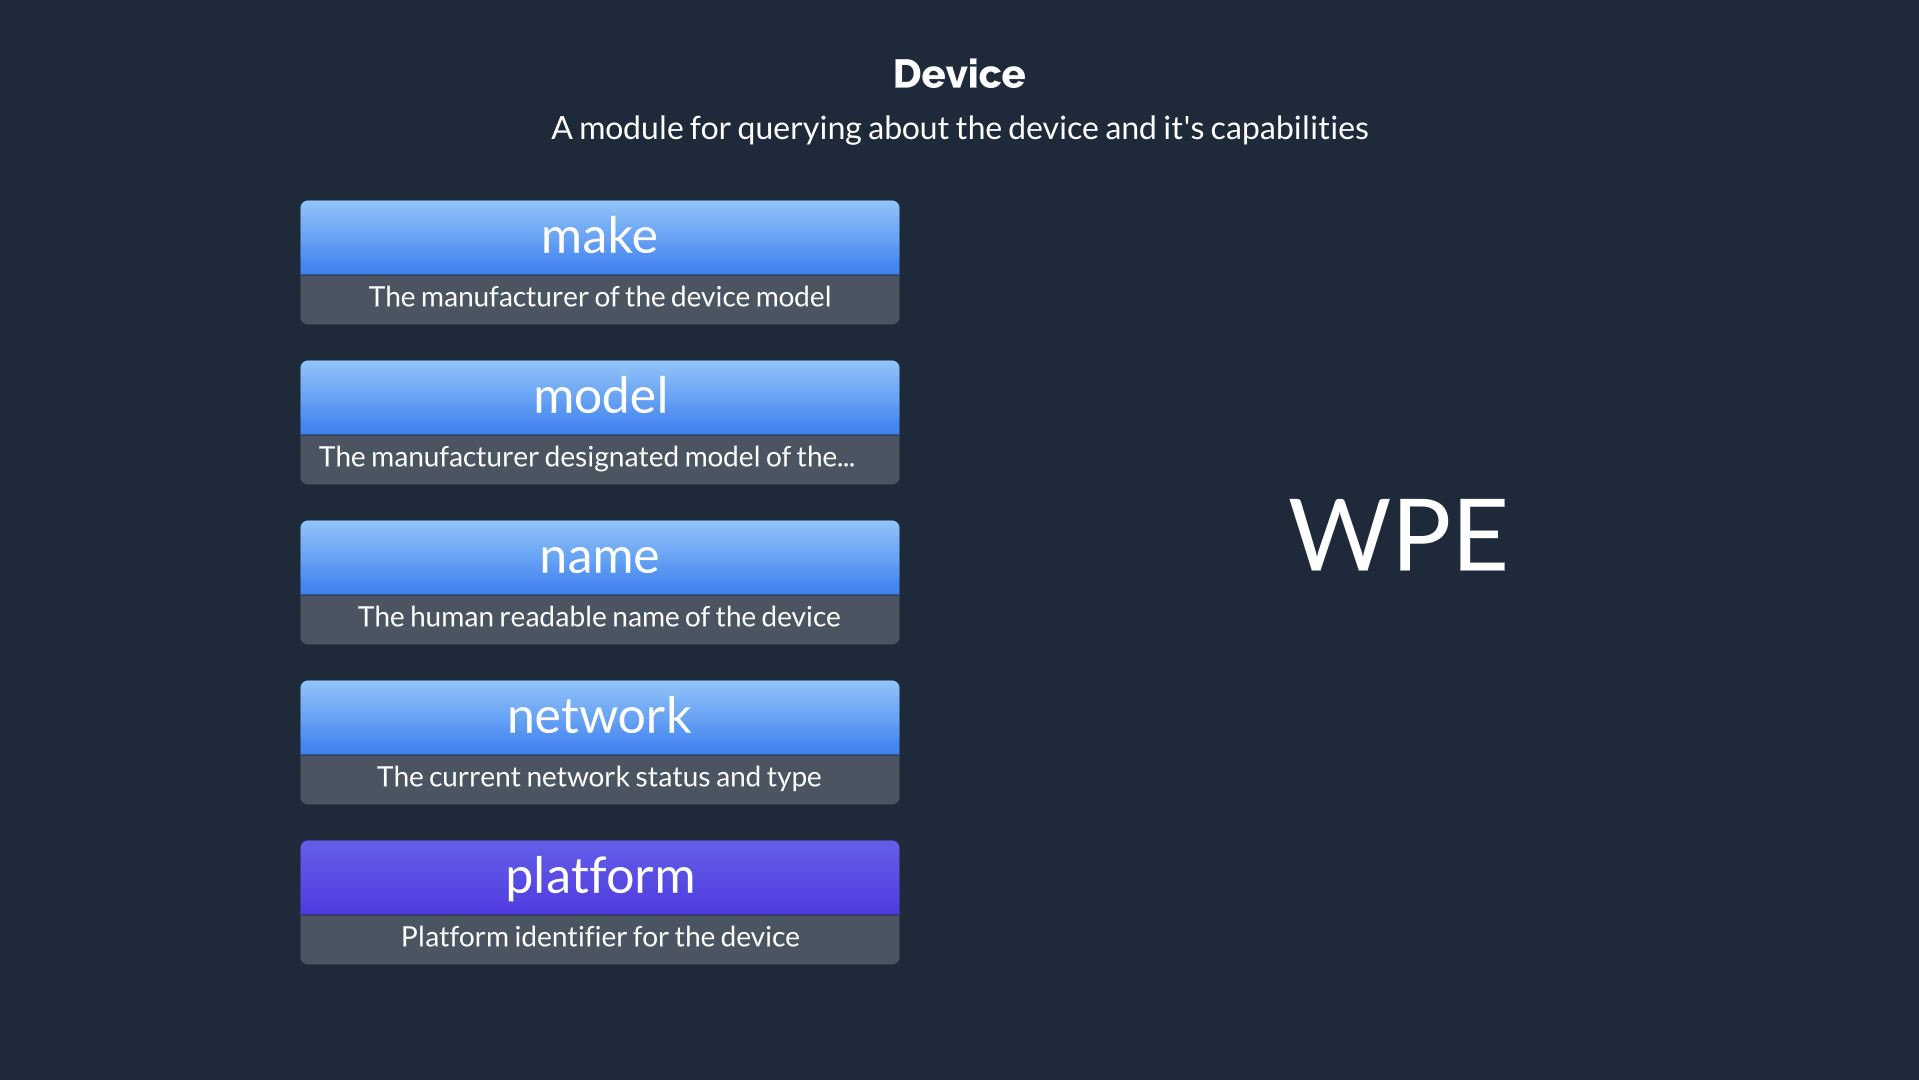 Device
A module for querying about the device and it's capabilities
make
The manufacturer of the device model
model
The manufacturer designated model of the...
name
The human readable name of the device
network
The current network status and type
platform
Platform identifier for the device
WPE